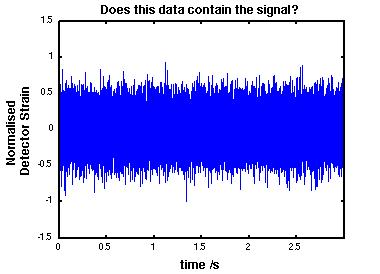 Does this data contain the signal?
1.5
1
0.5
0
-0.5
-1
-1.5
Normalised
Detector Strain
0 0.5 1 1.5 2 2.5
time /s